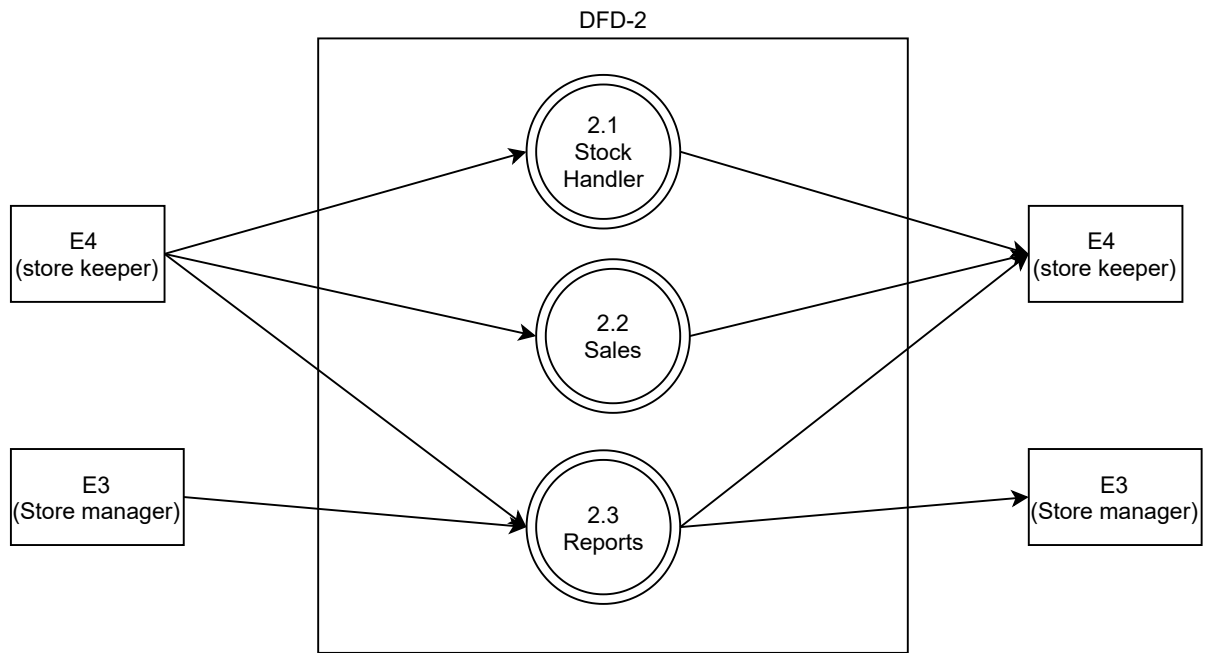 DFD-2
2.1
Stock
Handler
E4
(store keeper)
E4
(store keeper)
2.2
Sales
E3
(Store manager)
2.3
Reports
E3
(Store manager)